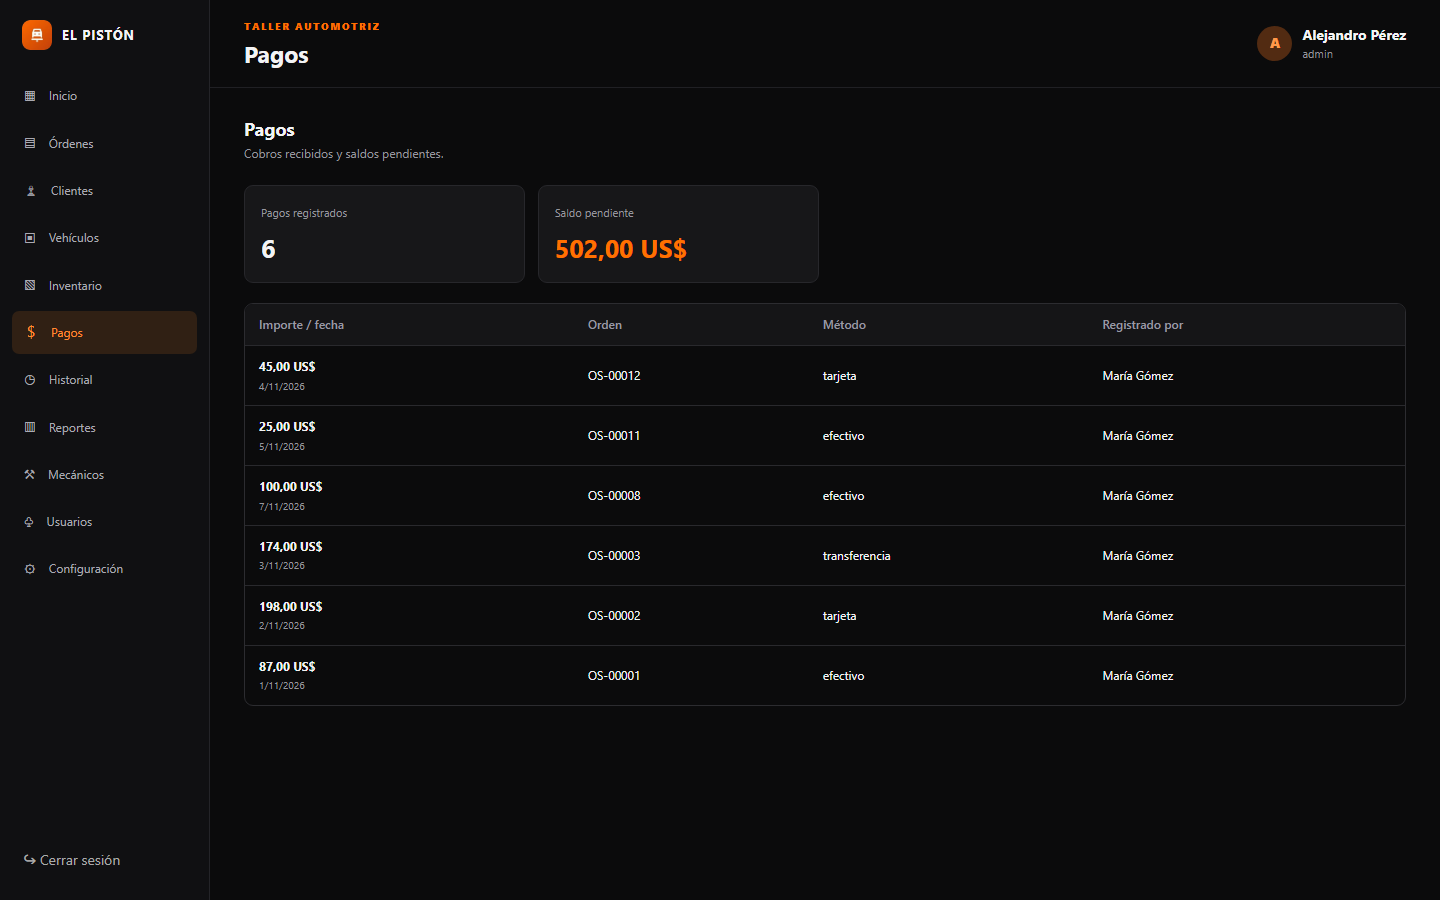 EL PISTÓN
Inicio
Órdenes
Clientes
Vehículos
Inventario
$ Pagos
Historial
Reportes
Mecánicos
Usuarios
Configuración
Cerrar sesión
TALLER AUTOMOTRIZ
Pagos
A
Alejandro Pérez
admin
Pagos
Cobros recibidos y saldos pendientes.
Pagos registrados
6
Saldo pendiente
502,00 US$
Importe / fecha Orden Método Registrado por
45,00 US$
4/11/2026
OS-00012 tarjeta María Gómez
25,00 US$
5/11/2026
OS-00011 efectivo María Gómez
100,00 US$
7/11/2026
OS-00008 efectivo María Gómez
174,00 US$
3/11/2026
OS-00003 transferencia María Gómez
198,00 US$
2/11/2026
OS-00002 tarjeta María Gómez
87,00 US$
1/11/2026
OS-00001 efectivo María Gómez